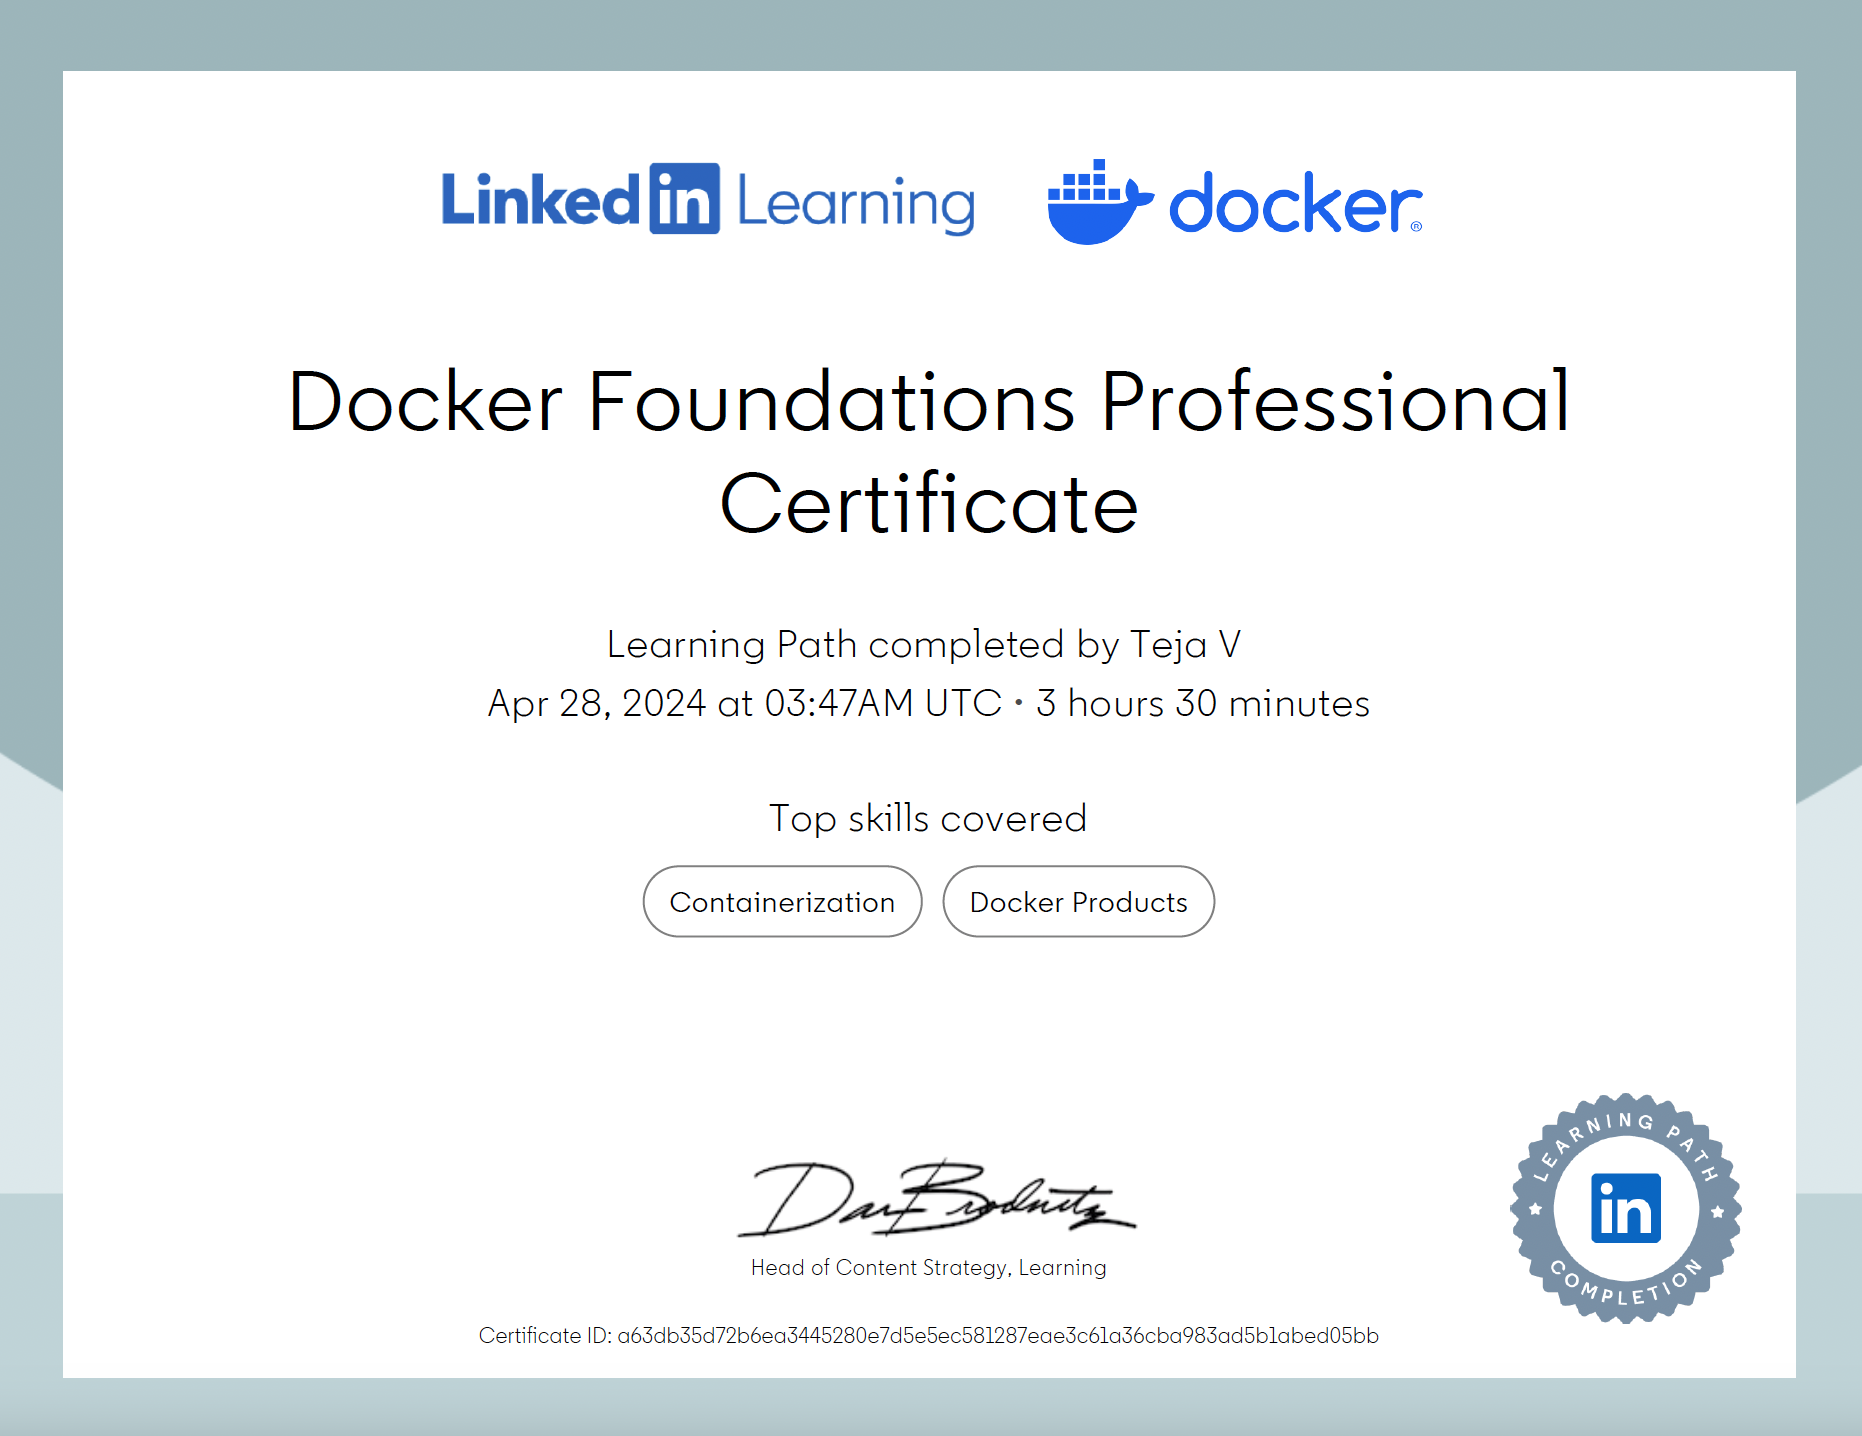 Linked in Learning docker®
Docker Foundations Professional
Certificate
Learning Path completed by Teja V
Apr 28, 2024 at 03:47AM UTC • 3 hours 30 minutes
Top skills covered
Containerization Docker Products
Dan Brodnitz
Head of Content Strategy, Learning
Certificate ID: a63db35d72b6ea3445280e7d5e5ec581287eae3c61a36cba983ad5b1abed05bb
LEARNING PATH
in
COMPLETION